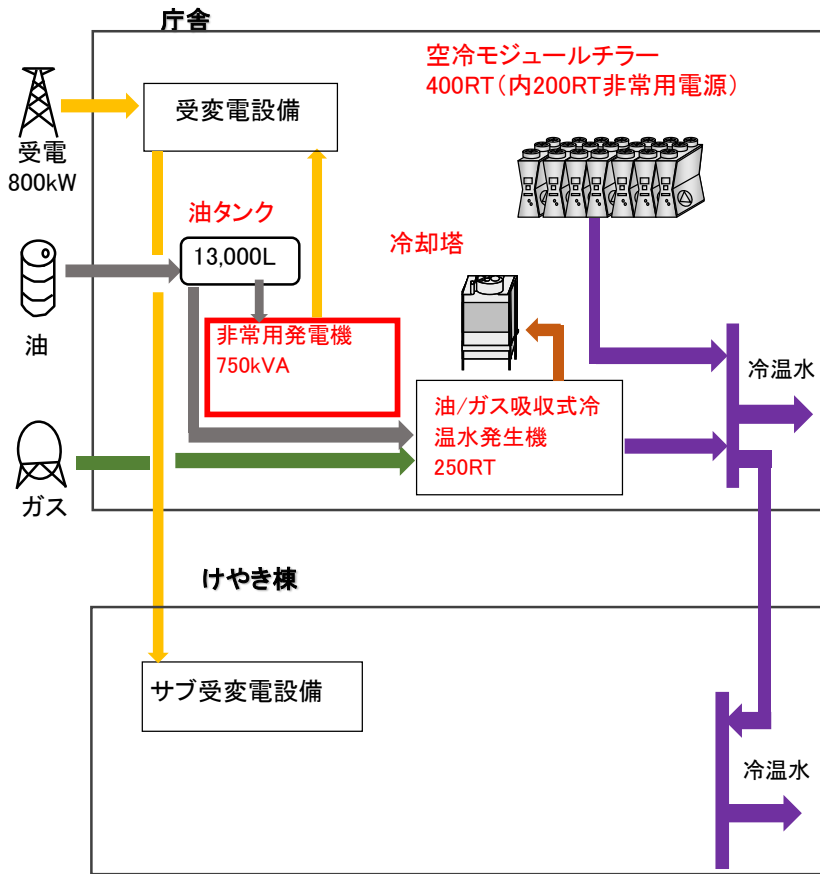 庁舎
空冷モジュールチラー
400RT(内200RT非常用電源)
受変電設備
受電
800kW
油タンク
13,000L
冷却塔
油
非常用発電機
750kVA
冷温水
油/ガス吸収式冷
温水発生機
250RT
ガス
けやき棟
サブ受変電設備
冷温水